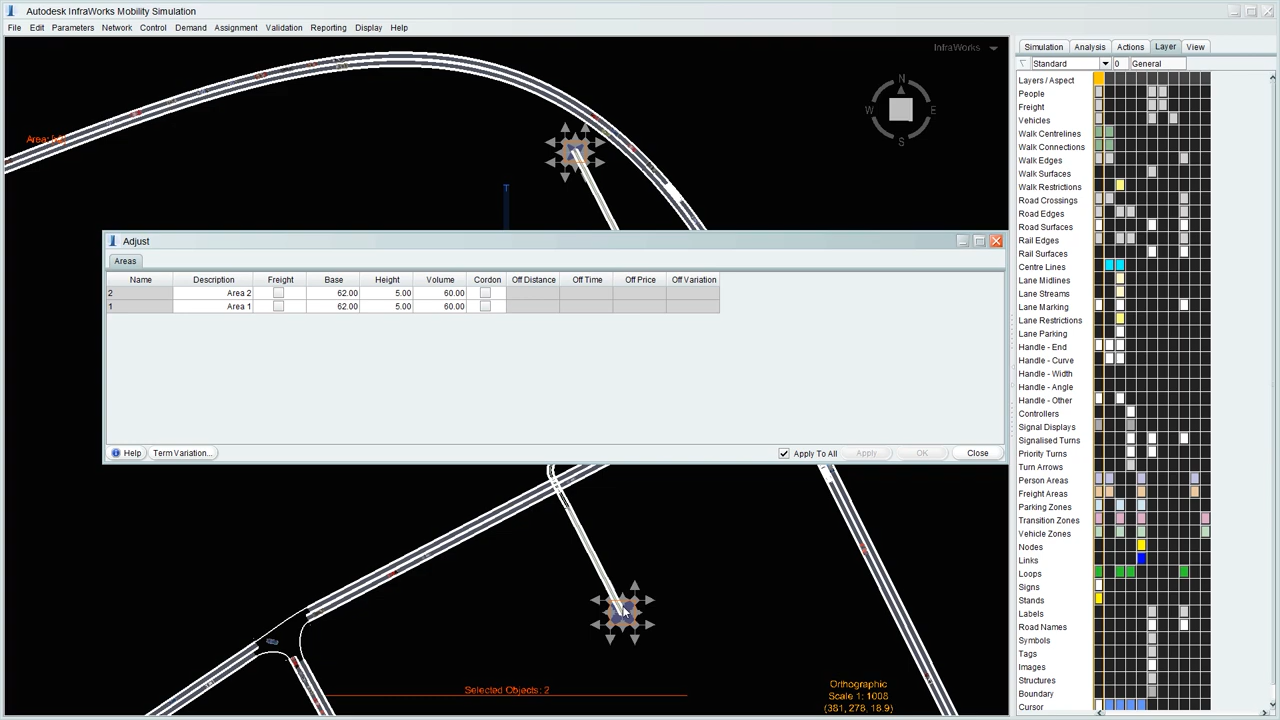 Autodesk InfraWorks Mobility Simulation
File Edit Parameters Network Control Demand Assignment Validation Reporting Display Help
InfraWorks
N
W E
S
T
Adjust
Areas
Name Description Freight Base Height Volume Cordon Off Distance Off Time Off Price Off Variation
2 Area 2 62.00 5.00 60.00
1 Area 1 62.00 5.00 60.00
Help Term Variation... Apply To All Apply OK Close
Selected Objects: 2
Orthographic
Scale 1: 1008
(381, 278, 18.9)
Simulation Analysis Actions Layer View
Standard 0 General
Layers / Aspect
People
Freight
Vehicles
Walk Centrelines
Walk Connections
Walk Edges
Walk Surfaces
Walk Restrictions
Road Crossings
Road Edges
Road Surfaces
Rail Edges
Rail Surfaces
Centre Lines
Lane Midlines
Lane Streams
Lane Marking
Lane Restrictions
Lane Parking
Handle - End
Handle - Curve
Handle - Width
Handle - Angle
Handle - Other
Controllers
Signal Displays
Signalised Turns
Priority Turns
Turn Arrows
Person Areas
Freight Areas
Parking Zones
Transition Zones
Vehicle Zones
Nodes
Links
Loops
Signs
Stands
Labels
Road Names
Symbols
Tags
Images
Structures
Boundary
Cursor